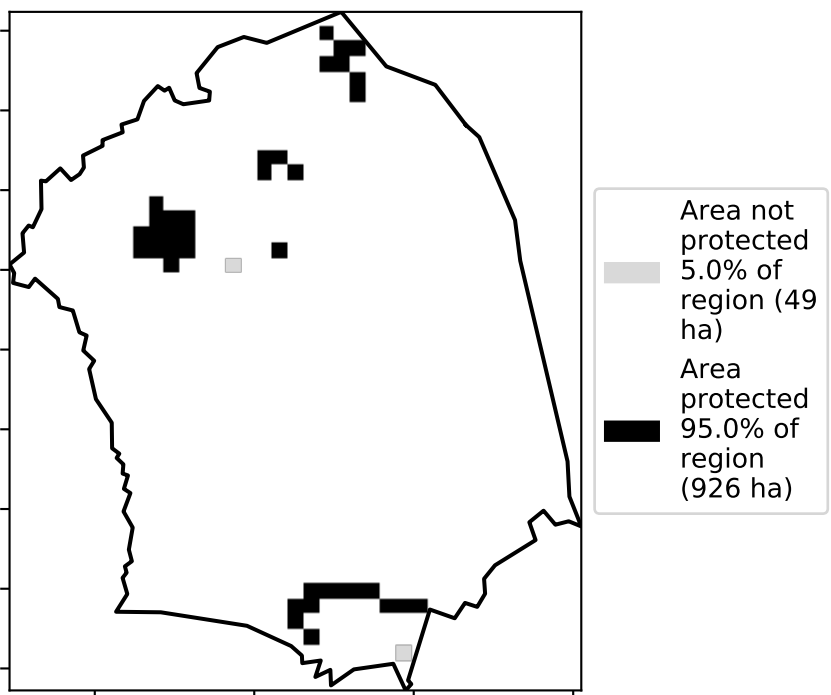 Area not
protected
5.0% of
region (49
ha)
Area
protected
95.0% of
region
(926 ha)